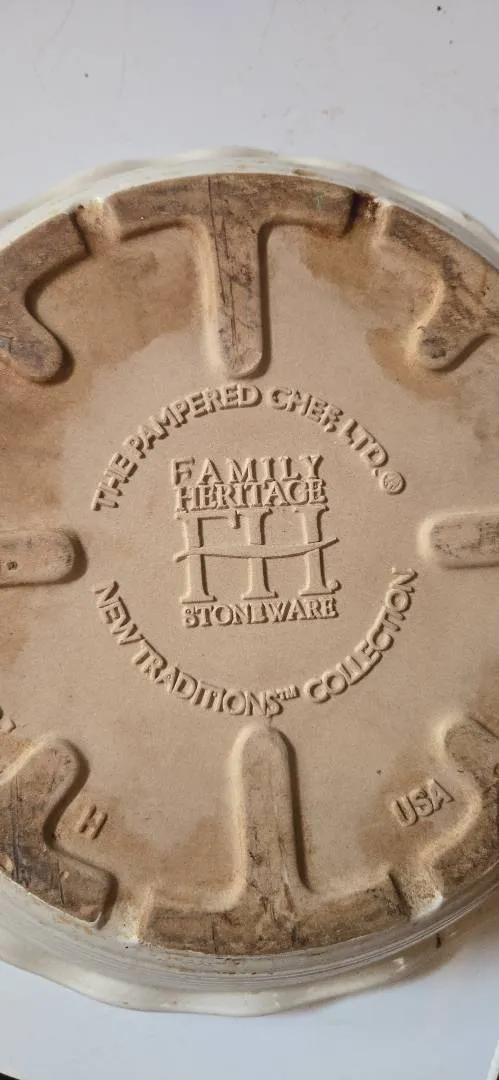 THE PAMPERED CHEF, LTD.®
FAMILY
HERITAGE
FH
STONEWARE
NEW TRADITIONS™ COLLECTION
H
USA